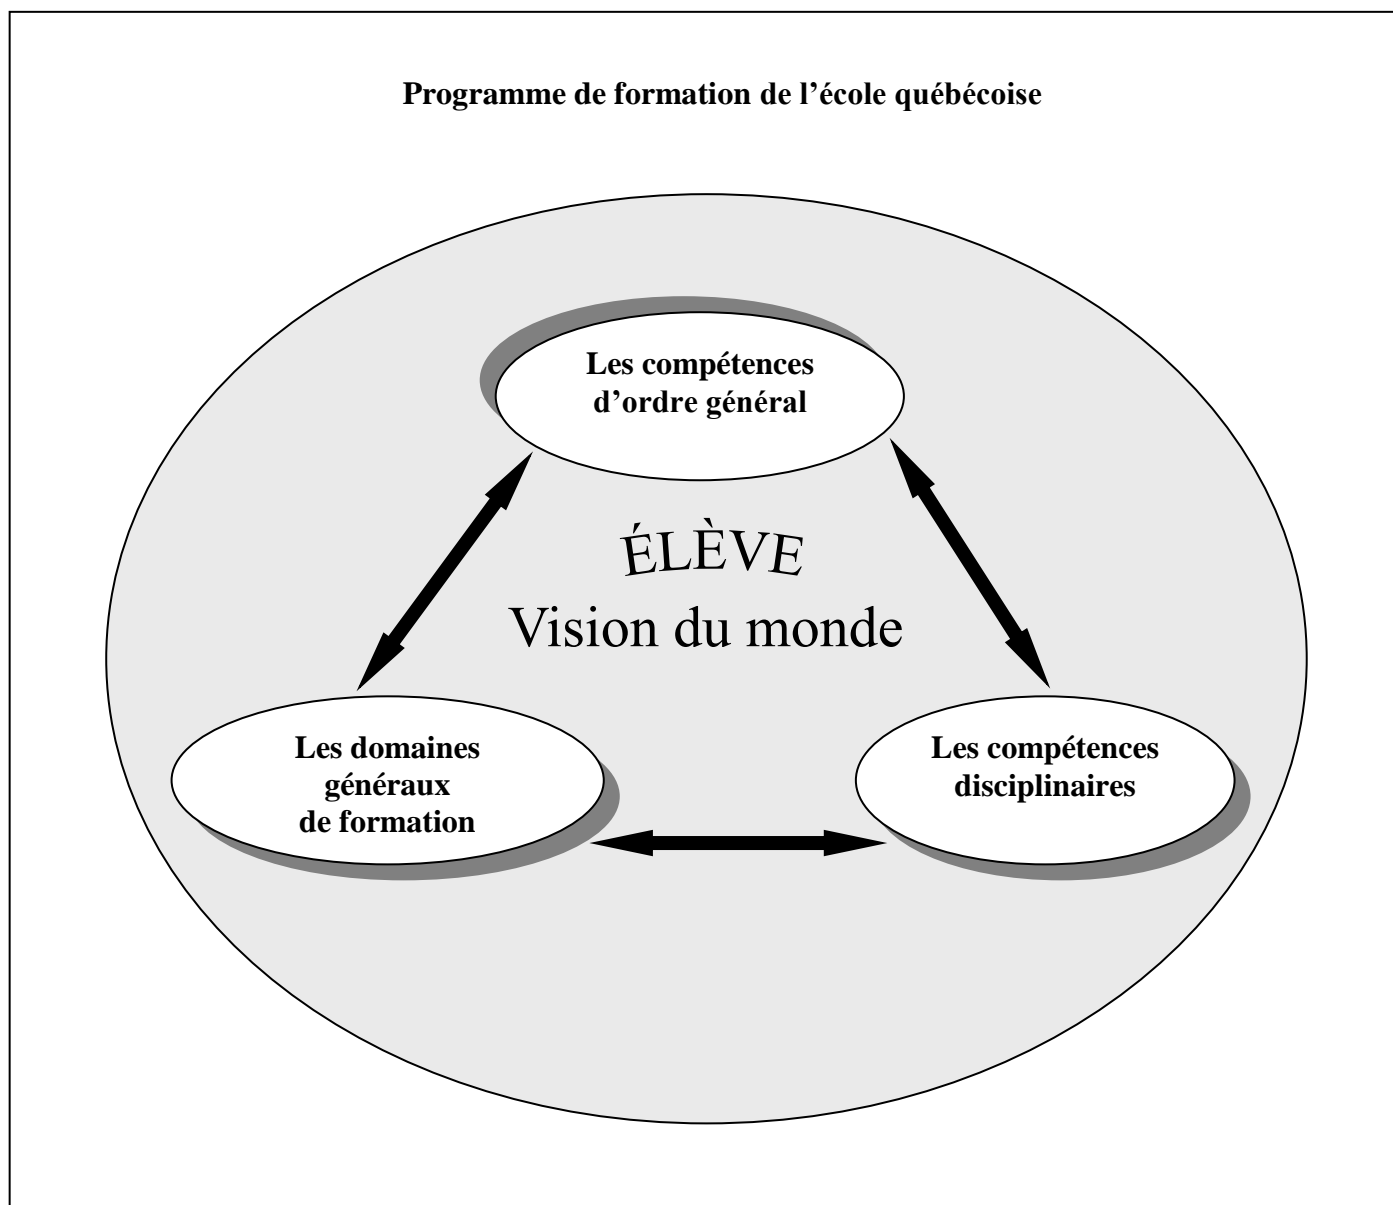 Programme de formation de l’école québécoise
Les compétences
d’ordre général
ÉLÈVE
Vision du monde
Les domaines
généraux
de formation
Les compétences
disciplinaires